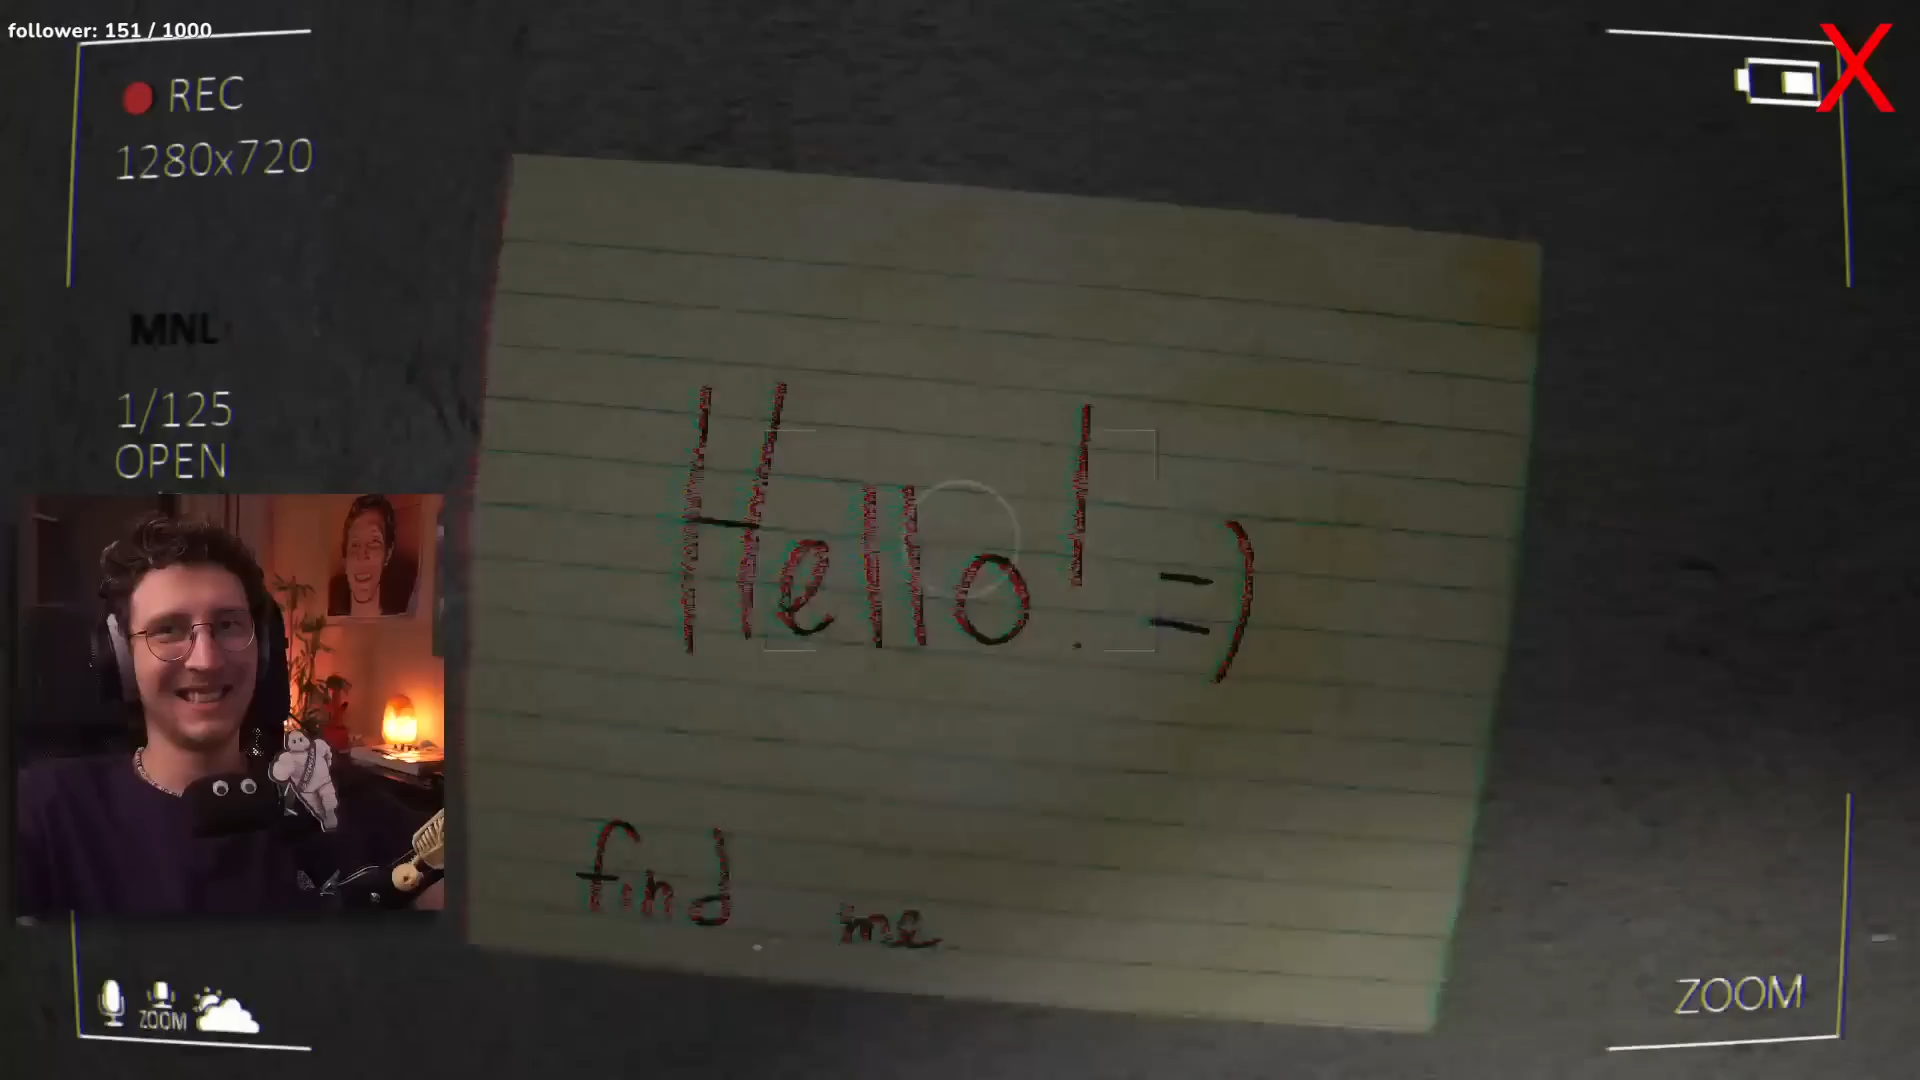 follower: 151 / 1000
REC
1280x720
MNL
1/125
OPEN
Hello! =)
find me
ZOOM
ZOOM
X